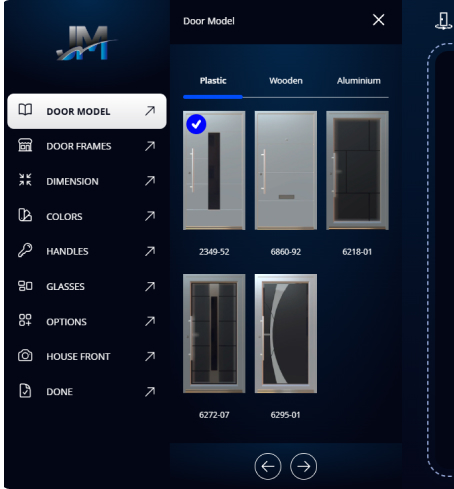 JM
DOOR MODEL
DOOR FRAMES
DIMENSION
COLORS
HANDLES
GLASSES
OPTIONS
HOUSE FRONT
DONE
Door Model
Plastic Wooden Aluminium
2349-52 6860-92 6218-01
6272-07 6295-01